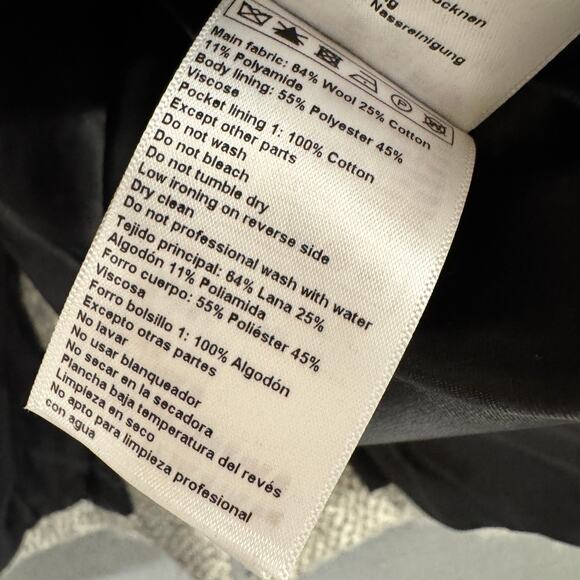 ocknen
ng
Nassreinigung
Main fabric: 64% Wool 25% Cotton
11% Polyamide
Body lining: 55% Polyester 45%
Viscose
Pocket lining 1: 100% Cotton
Except other parts
Do not wash
Do not bleach
Do not tumble dry
Low ironing on reverse side
Dry clean
Do not professional wash with water
Tejido principal: 64% Lana 25%
Algodón 11% Poliamida
Forro cuerpo: 55% Poliéster 45%
Viscosa
Forro bolsillo 1: 100% Algodón
Excepto otras partes
No lavar
No usar blanqueador
No secar en la secadora
Plancha baja temperatura del revés
Limpieza en seco
No apto para limpieza profesional
con agua